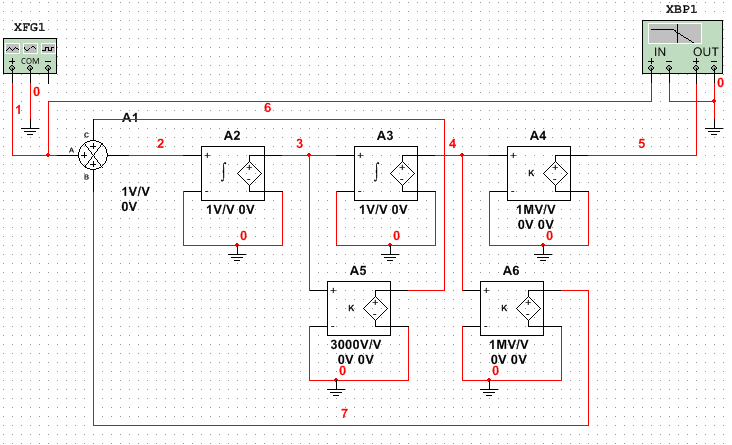 XBP1
XFG1
IN OUT
COM
0
0
1
6
A1
C
A
B
2
A2
3
A3
4
A4
5
K
1V/V
0V
1V/V 0V
1V/V 0V
1MV/V
0V 0V
0
0
0
A5
A6
K
K
3000V/V
0V 0V
1MV/V
0V 0V
0
0
7